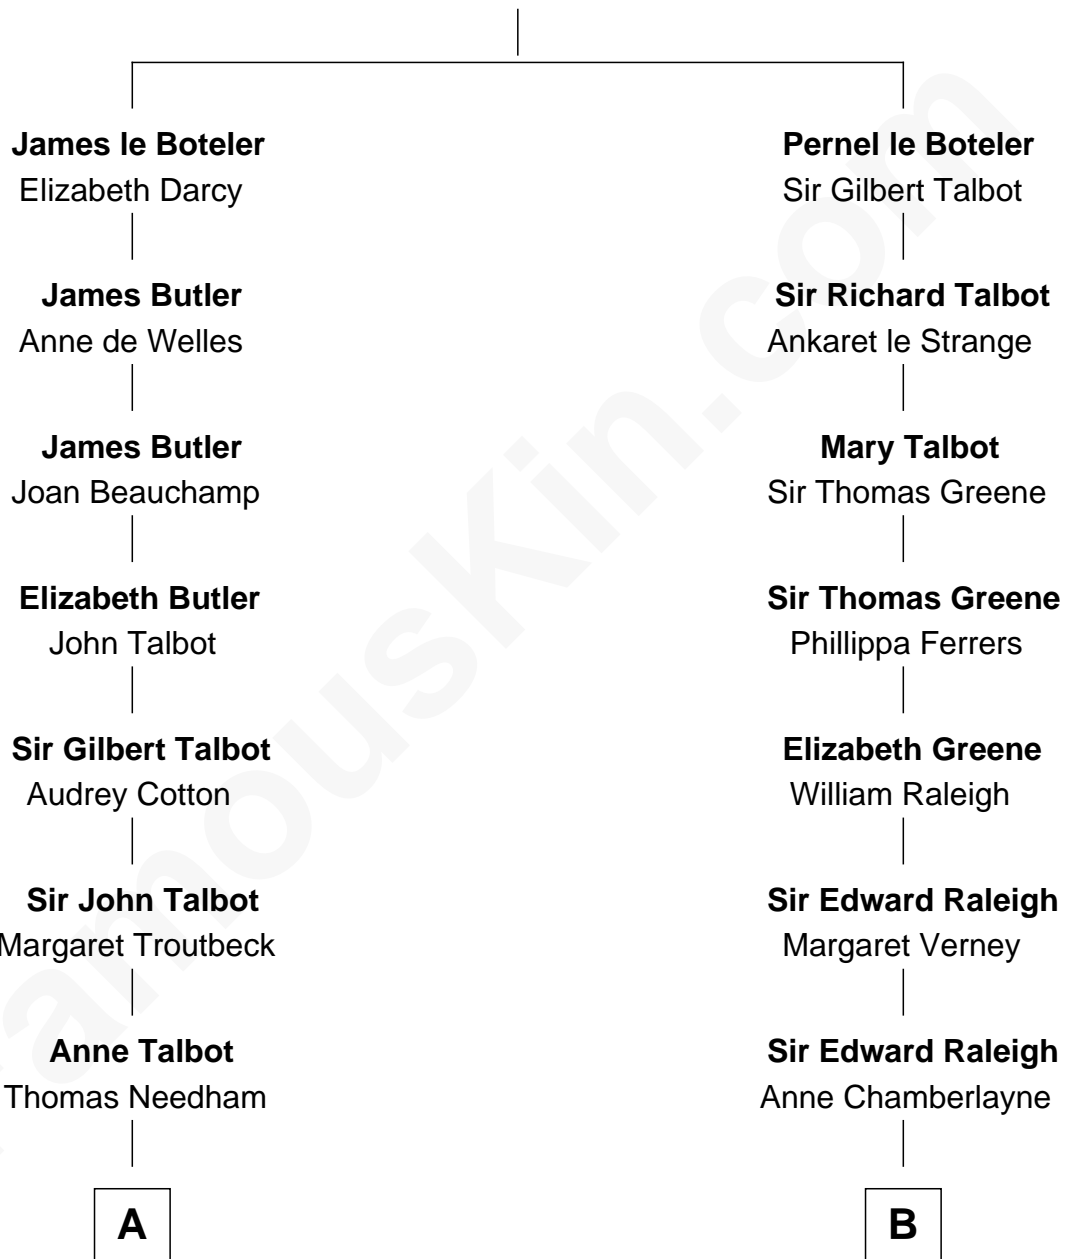 James le Boteler
Elizabeth Darcy
James Butler
Anne de Welles
James Butler
Joan Beauchamp
Elizabeth Butler
John Talbot
Sir Gilbert Talbot
Audrey Cotton
Sir John Talbot
Margaret Troutbeck
Anne Talbot
Thomas Needham
A
Pernel le Boteler
Sir Gilbert Talbot
Sir Richard Talbot
Ankaret le Strange
Mary Talbot
Sir Thomas Greene
Sir Thomas Greene
Phillippa Ferrers
Elizabeth Greene
William Raleigh
Sir Edward Raleigh
Margaret Verney
Sir Edward Raleigh
Anne Chamberlayne
B
FamousKin.com